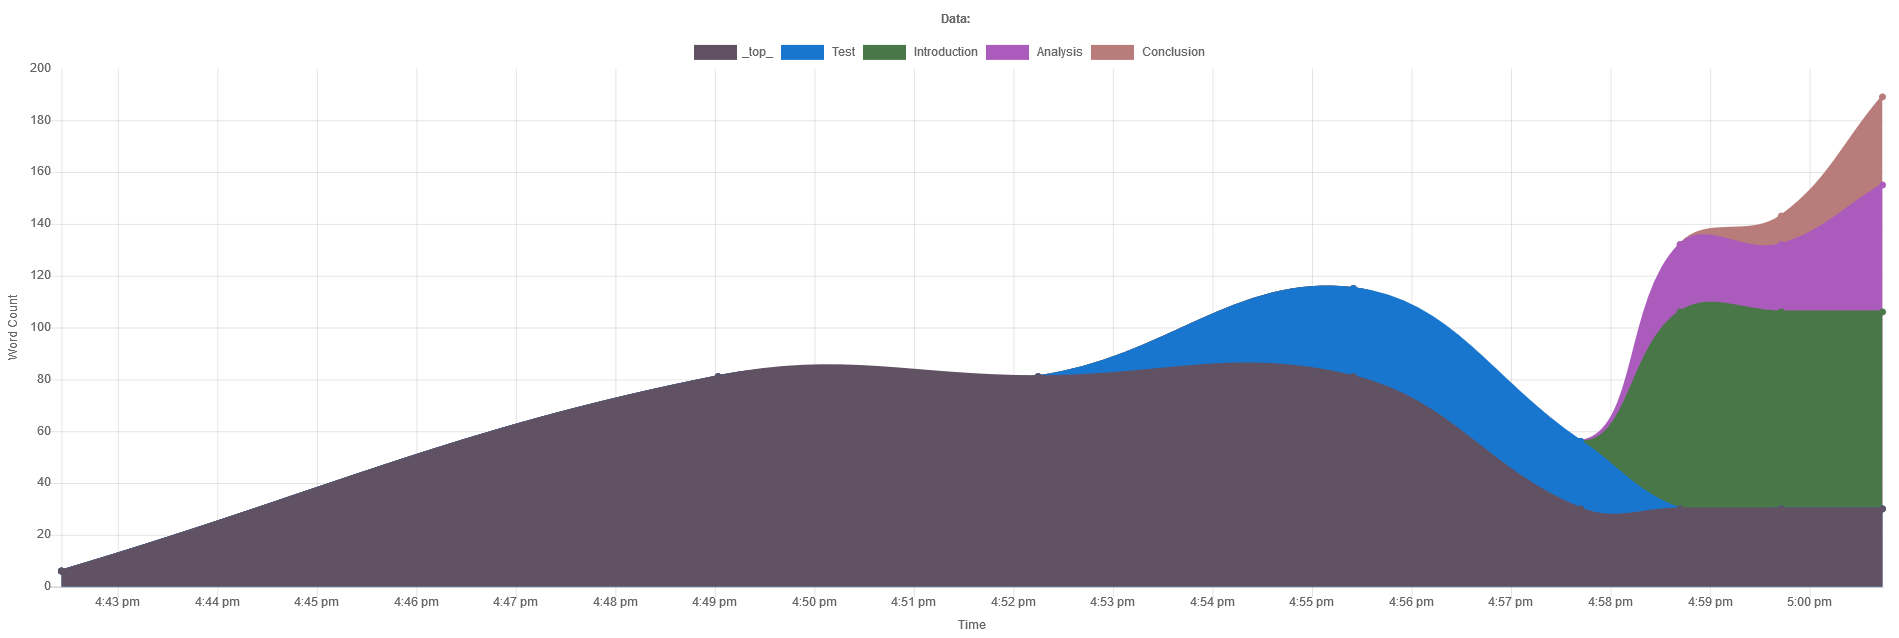 Data:
_top_ Test Introduction Analysis Conclusion
200
180
160
140
120
100
80
60
40
20
0
Word Count
4:43 pm 4:44 pm 4:45 pm 4:46 pm 4:47 pm 4:48 pm 4:49 pm 4:50 pm 4:51 pm 4:52 pm 4:53 pm 4:54 pm 4:55 pm 4:56 pm 4:57 pm 4:58 pm 4:59 pm 5:00 pm
Time